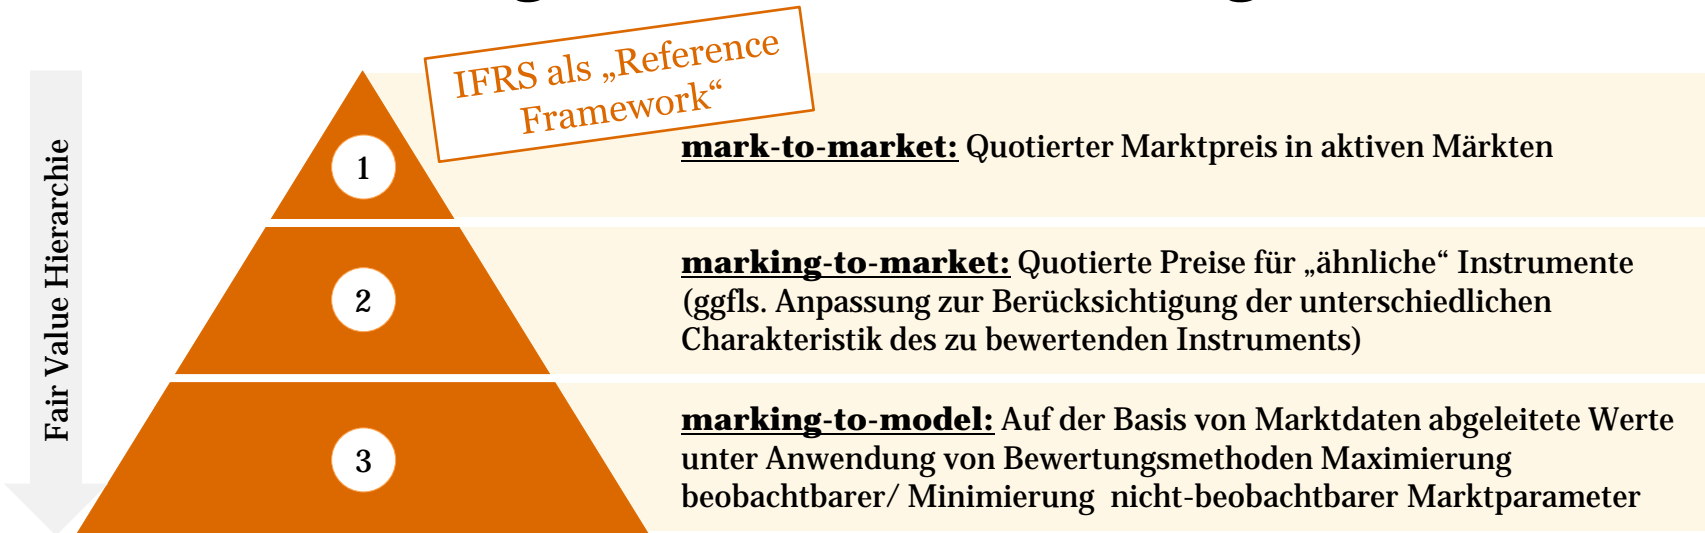 IFRS als „Reference
Framework“
Fair Value Hierarchie
1
mark-to-market: Quotierter Marktpreis in aktiven Märkten
2
marking-to-market: Quotierte Preise für „ähnliche“ Instrumente
(ggfls. Anpassung zur Berücksichtigung der unterschiedlichen
Charakteristik des zu bewertenden Instruments)
3
marking-to-model: Auf der Basis von Marktdaten abgeleitete Werte
unter Anwendung von Bewertungsmethoden Maximierung
beobachtbarer/ Minimierung  nicht-beobachtbarer Marktparameter